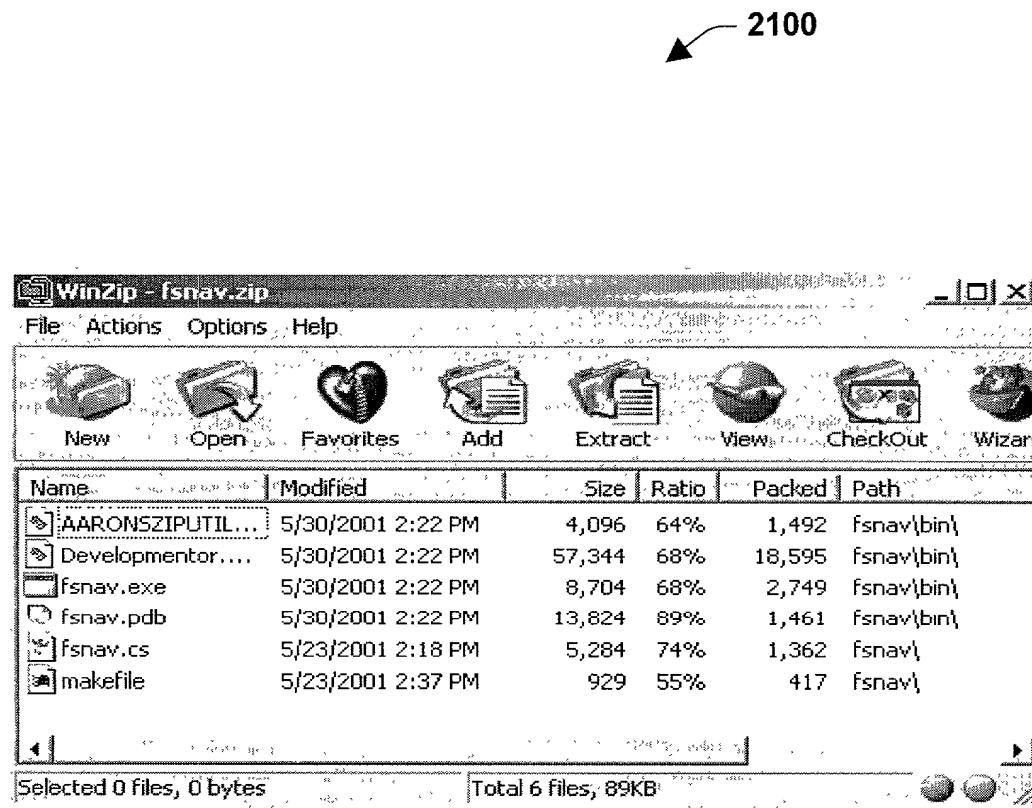 2100
WinZip - fsnav.zip
File Actions Options Help
New Open Favorites Add Extract View CheckOut Wizar
Name Modified Size Ratio Packed Path
AARONSZIPUTIL... 5/30/2001 2:22 PM 4,096 64% 1,492 fsnav\bin\
Developmentor.... 5/30/2001 2:22 PM 57,344 68% 18,595 fsnav\bin\
fsnav.exe 5/30/2001 2:22 PM 8,704 68% 2,749 fsnav\bin\
fsnav.pdb 5/30/2001 2:22 PM 13,824 89% 1,461 fsnav\bin\
fsnav.cs 5/23/2001 2:18 PM 5,284 74% 1,362 fsnav\
makefile 5/23/2001 2:37 PM 929 55% 417 fsnav\
Selected 0 files, 0 bytes Total 6 files, 89KB